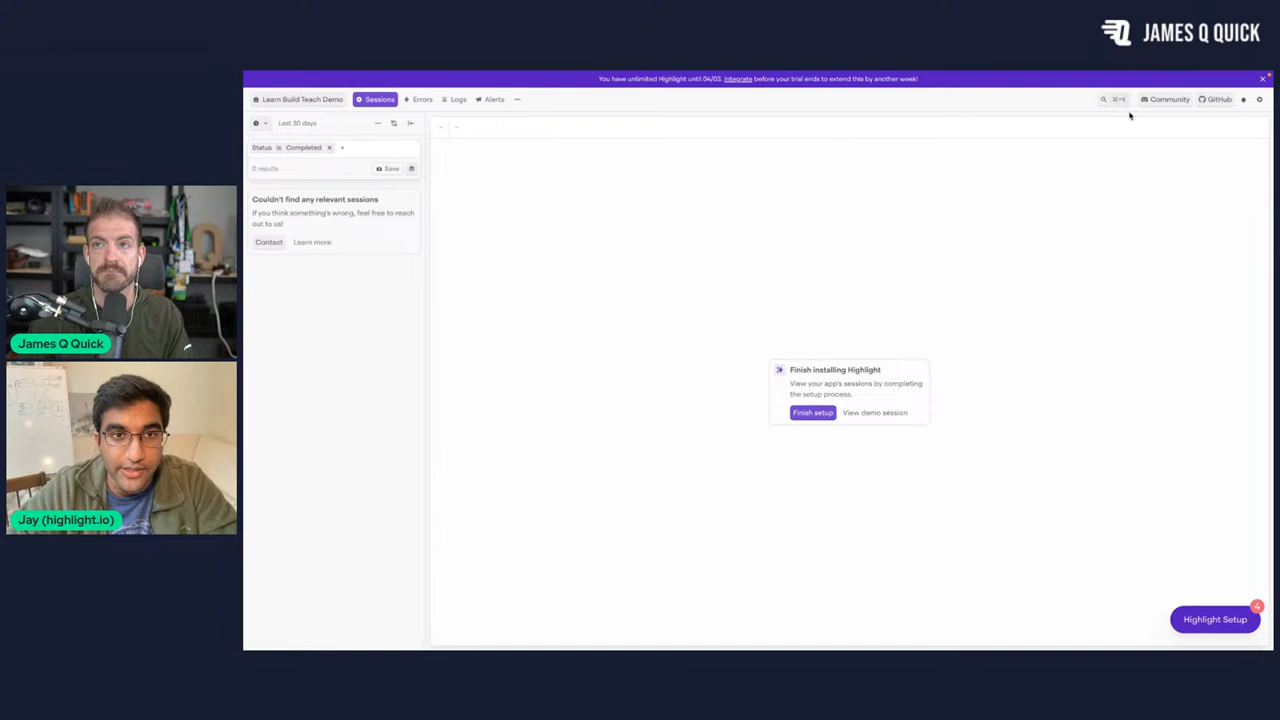 JAMES Q QUICK
You have unlimited Highlight until 04/03. Integrate before your trial ends to extend this by another week!
Learn Build Teach Demo
Sessions
Errors
Logs
Alerts
⌘+K
Community
GitHub
Last 30 days
Status is Completed
0 results
Save
Couldn't find any relevant sessions
If you think something's wrong, feel free to reach
out to us!
Contact
Learn more
Finish installing Highlight
View your app's sessions by completing
the setup process.
Finish setup
View demo session
4
Highlight Setup
James Q Quick
Jay (highlight.io)